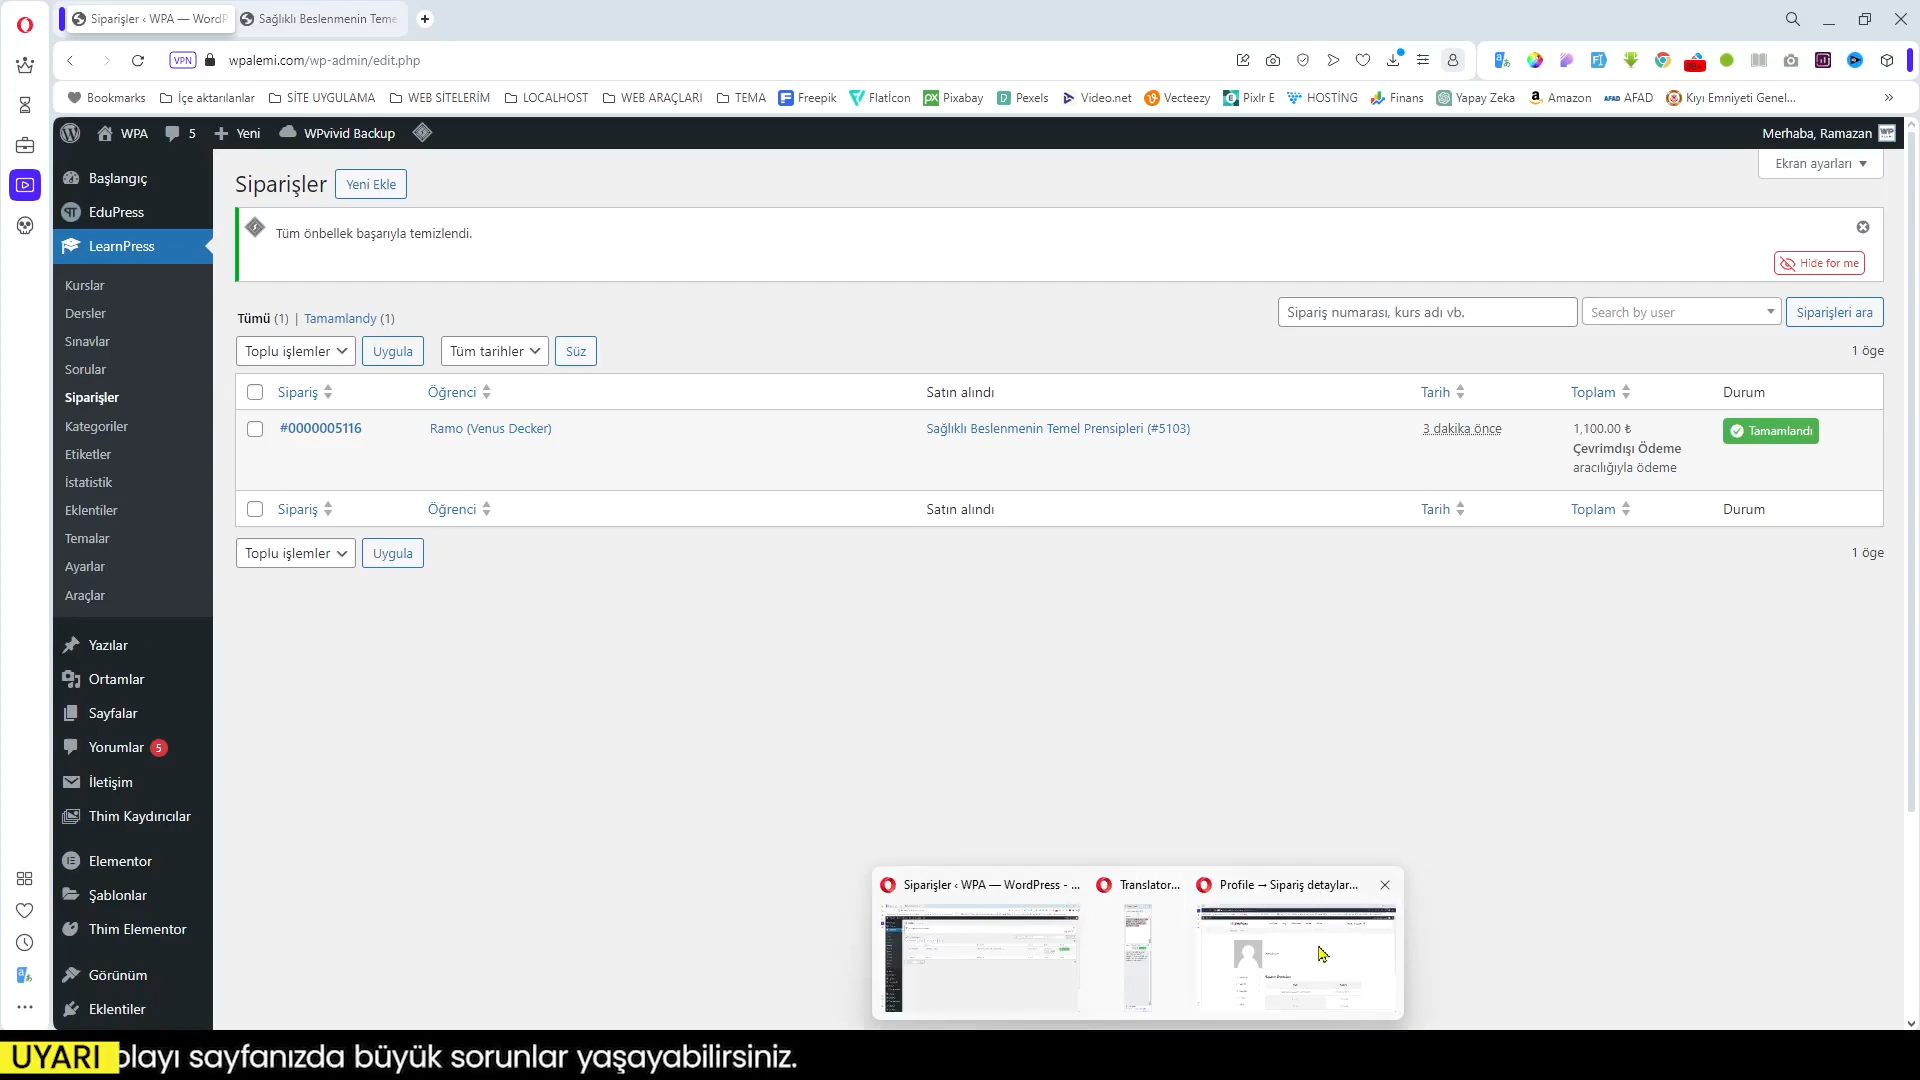 Siparişler ‹ WPA — WordP
Sağlıklı Beslenmenin Teme
VPN
wpalemi.com/wp-admin/edit.php
Bookmarks
İçe aktarılanlar
SİTE UYGULAMA
WEB SİTELERİM
LOCALHOST
WEB ARAÇLARI
TEMA
Freepik
Flatİcon
Pixabay
Pexels
Video.net
Vecteezy
Pixlr E
HOSTİNG
Finans
Yapay Zeka
Amazon
AFAD
Kıyı Emniyeti Genel...
WPA
5
Yeni
WPvivid Backup
Merhaba, Ramazan
Ekran ayarları
Başlangıç
EduPress
LearnPress
Kurslar
Dersler
Sınavlar
Sorular
Siparişler
Kategoriler
Etiketler
İstatistik
Eklentiler
Temalar
Ayarlar
Araçlar
Yazılar
Ortamlar
Sayfalar
Yorumlar 5
İletişim
Thim Kaydırıcılar
Elementor
Şablonlar
Thim Elementor
Görünüm
Eklentiler
Siparişler
Yeni Ekle
Tüm önbellek başarıyla temizlendi.
Hide for me
Tümü (1) | Tamamlandy (1)
Sipariş numarası, kurs adı vb.
Search by user
Siparişleri ara
Toplu işlemler
Uygula
Tüm tarihler
Süz
1 öge
Sipariş
Öğrenci
Satın alındı
Tarih
Toplam
Durum
#0000005116
Ramo (Venus Decker)
Sağlıklı Beslenmenin Temel Prensipleri (#5103)
3 dakika önce
1,100.00 ₺
Çevrimdışı Ödeme
aracılığıyla ödeme
Tamamlandı
Sipariş
Öğrenci
Satın alındı
Tarih
Toplam
Durum
Toplu işlemler
Uygula
1 öge
Siparişler ‹ WPA — WordPress - ...
Translator...
Profile → Sipariş detaylar...
UYARI
olayı sayfanızda büyük sorunlar yaşayabilirsiniz.